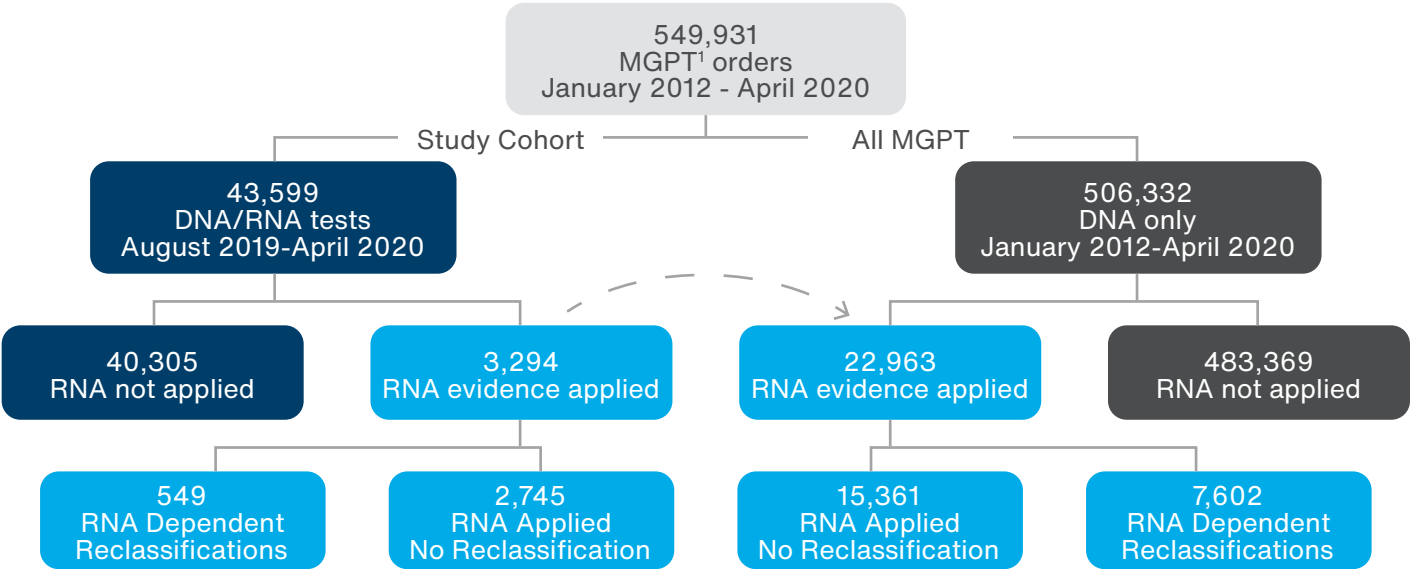 549,931
MGPT¹ orders
January 2012 - April 2020
Study Cohort
All MGPT
43,599
DNA/RNA tests
August 2019-April 2020
506,332
DNA only
January 2012-April 2020
40,305
RNA not applied
3,294
RNA evidence applied
22,963
RNA evidence applied
483,369
RNA not applied
549
RNA Dependent
Reclassifications
2,745
RNA Applied
No Reclassification
15,361
RNA Applied
No Reclassification
7,602
RNA Dependent
Reclassifications